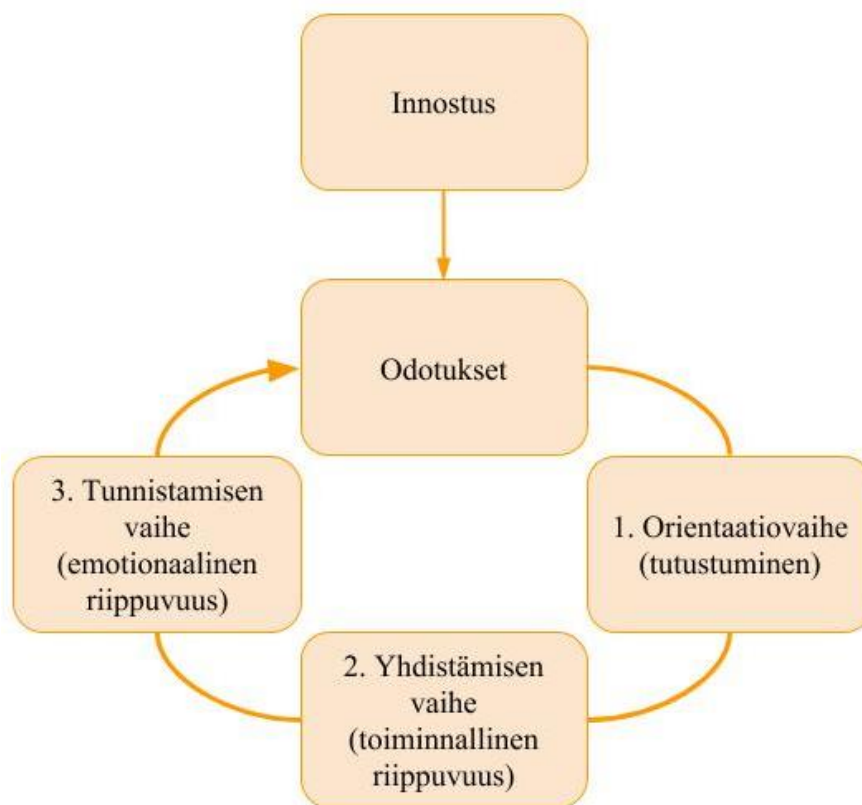 Innostus
Odotukset
1. Orientaatiovaihe
(tutustuminen)
2. Yhdistämisen
vaihe
(toiminnallinen
riippuvuus)
3. Tunnistamisen
vaihe
(emotionaalinen
riippuvuus)